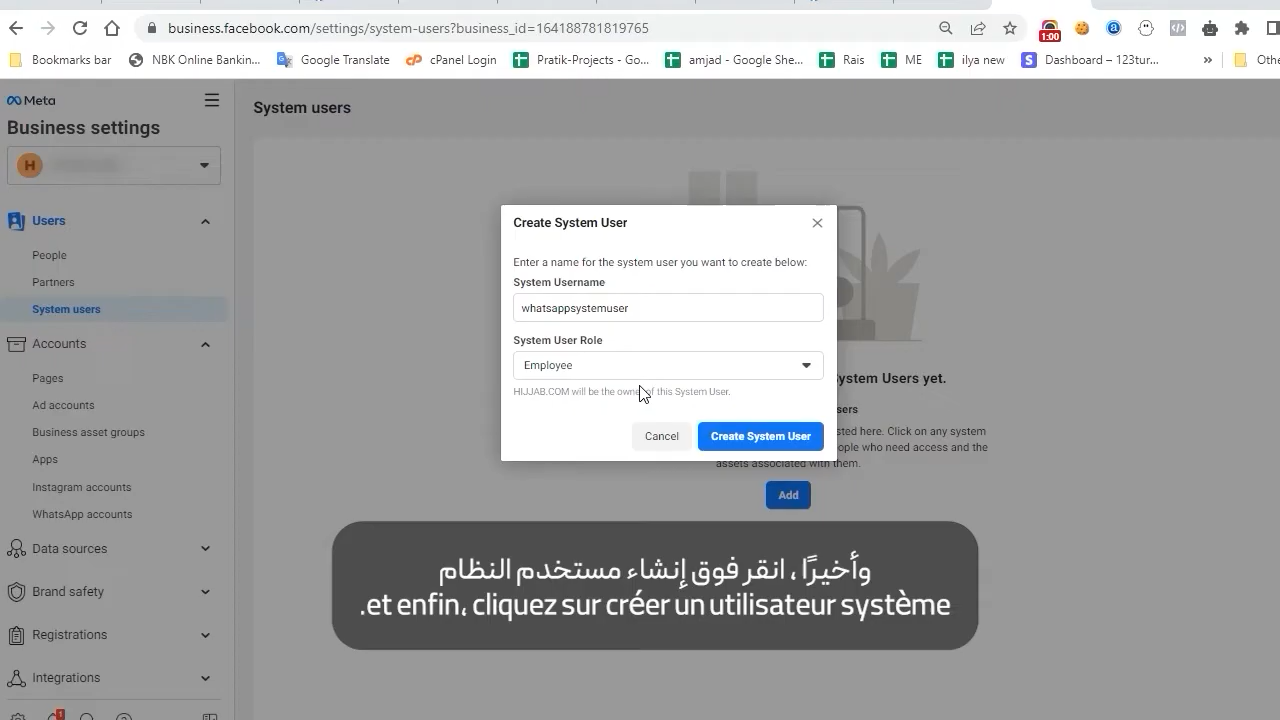 business.facebook.com/settings/system-users?business_id=164188781819765
1:00
Bookmarks bar
NBK Online Bankin...
Google Translate
cPanel Login
Pratik-Projects - Go...
amjad - Google She...
Rais
ME
ilya new
Dashboard – 123tur...
»
Meta
Business settings
H
Users
People
Partners
System users
Accounts
Pages
Ad accounts
Business asset groups
Apps
Instagram accounts
WhatsApp accounts
Data sources
Brand safety
Registrations
Integrations
1
System users
Create System User
Enter a name for the system user you want to create below:
System Username
whatsappsystemuser
System User Role
Employee
HIJJAB.COM will be the owner of this System User.
Cancel
Create System User
System Users yet.
sted here. Click on any system
ople who need access and the
assets associated with them.
Add
وأخيرًا ، انقر فوق إنشاء مستخدم النظام
.et enfin, cliquez sur créer un utilisateur système